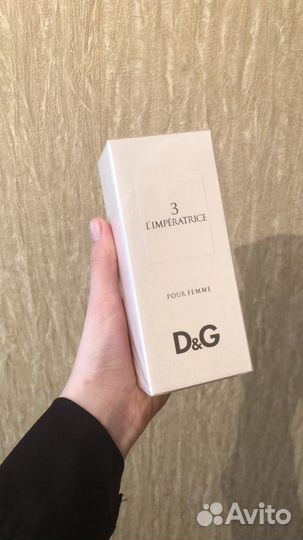 3
L'IMPÉRATRICE
POUR FEMME
D&G
Avito